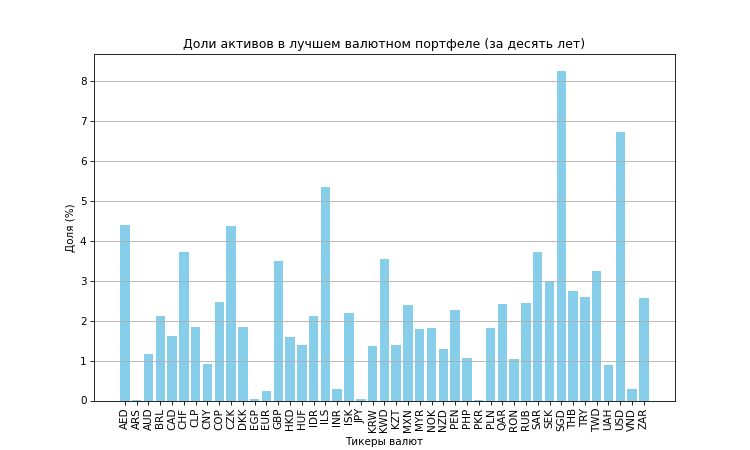 Доли активов в лучшем валютном портфеле (за десять лет)
8
7
6
5
4
3
2
1
0
Доля (%)
AED ARS AUD BRL CAD CHF CLP CNY COP CZK DKK EGP EUR GBP HKD HUF IDR ILS INR ISK JPY KRW KWD KZT MXN MYR NOK NZD PEN PHP PKR PLN QAR RON RUB SAR SEK SGD THB TRY TWD UAH USD VND ZAR
Тикеры валют